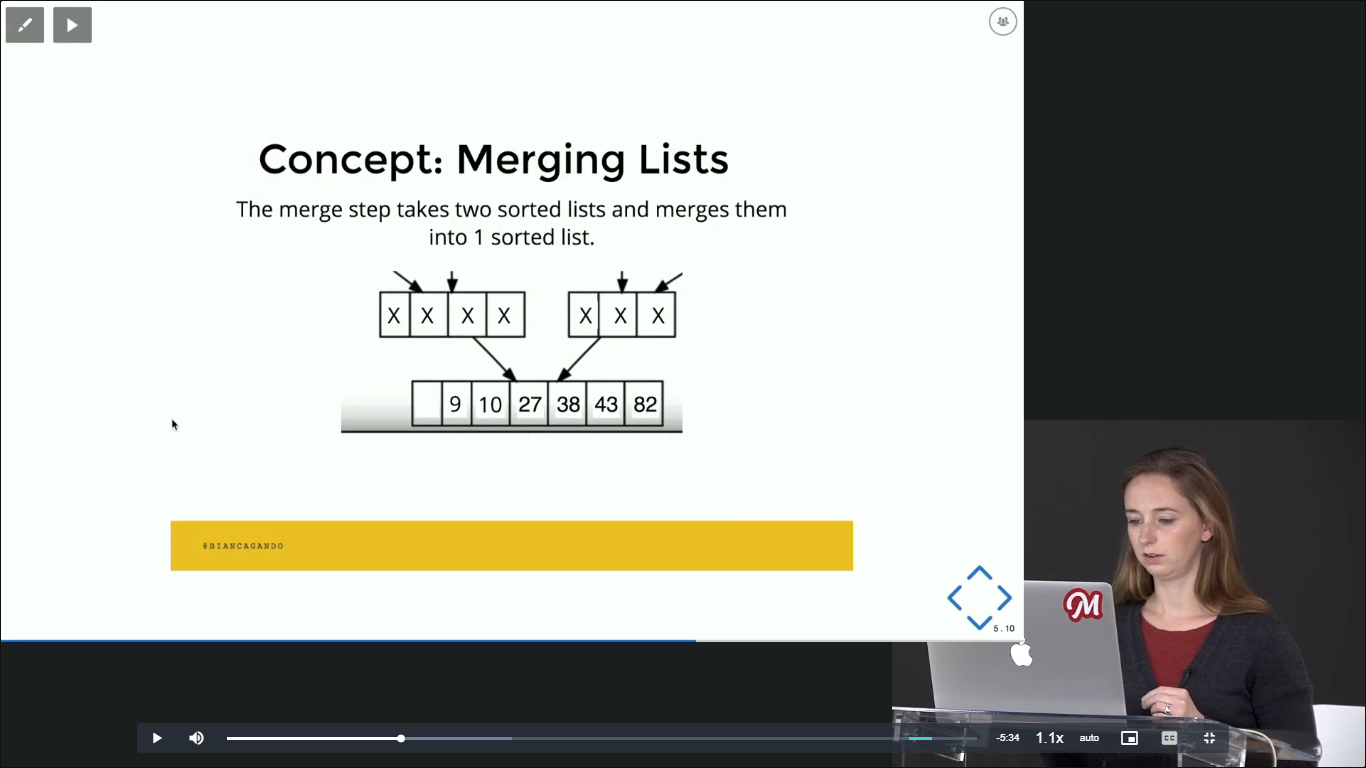 Concept: Merging Lists
The merge step takes two sorted lists and merges them
into 1 sorted list.
X X X X X X X
9 10 27 38 43 82
@BIANCAGANDO
M
5.10
-5:34 1.1x auto CC